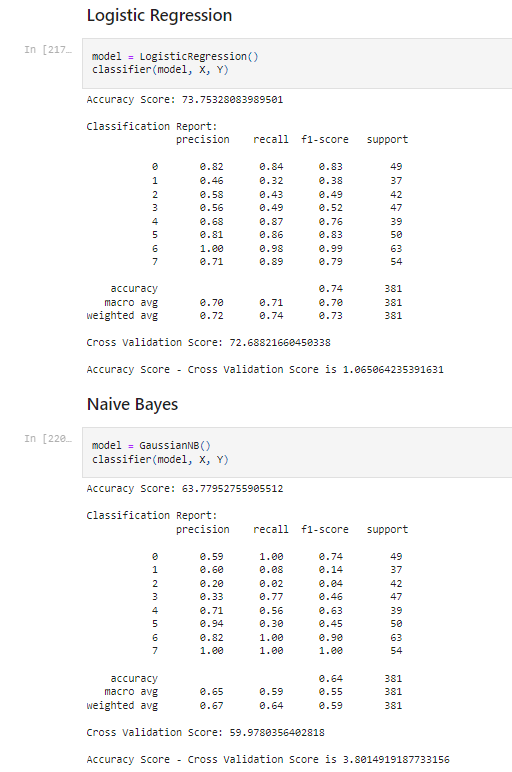 Logistic Regression
In [217…
model = LogisticRegression()
classifier(model, X, Y)
Accuracy Score: 73.75328083989501
Classification Report:
precision recall f1-score support
0 0.82 0.84 0.83 49
1 0.46 0.32 0.38 37
2 0.58 0.43 0.49 42
3 0.56 0.49 0.52 47
4 0.68 0.87 0.76 39
5 0.81 0.86 0.83 50
6 1.00 0.98 0.99 63
7 0.71 0.89 0.79 54
accuracy 0.74 381
macro avg 0.70 0.71 0.70 381
weighted avg 0.72 0.74 0.73 381
Cross Validation Score: 72.68821660450338
Accuracy Score - Cross Validation Score is 1.065064235391631
Naive Bayes
In [220…
model = GaussianNB()
classifier(model, X, Y)
Accuracy Score: 63.77952755905512
Classification Report:
precision recall f1-score support
0 0.59 1.00 0.74 49
1 0.60 0.08 0.14 37
2 0.20 0.02 0.04 42
3 0.33 0.77 0.46 47
4 0.71 0.56 0.63 39
5 0.94 0.30 0.45 50
6 0.82 1.00 0.90 63
7 1.00 1.00 1.00 54
accuracy 0.64 381
macro avg 0.65 0.59 0.55 381
weighted avg 0.67 0.64 0.59 381
Cross Validation Score: 59.9780356402818
Accuracy Score - Cross Validation Score is 3.8014919187733156